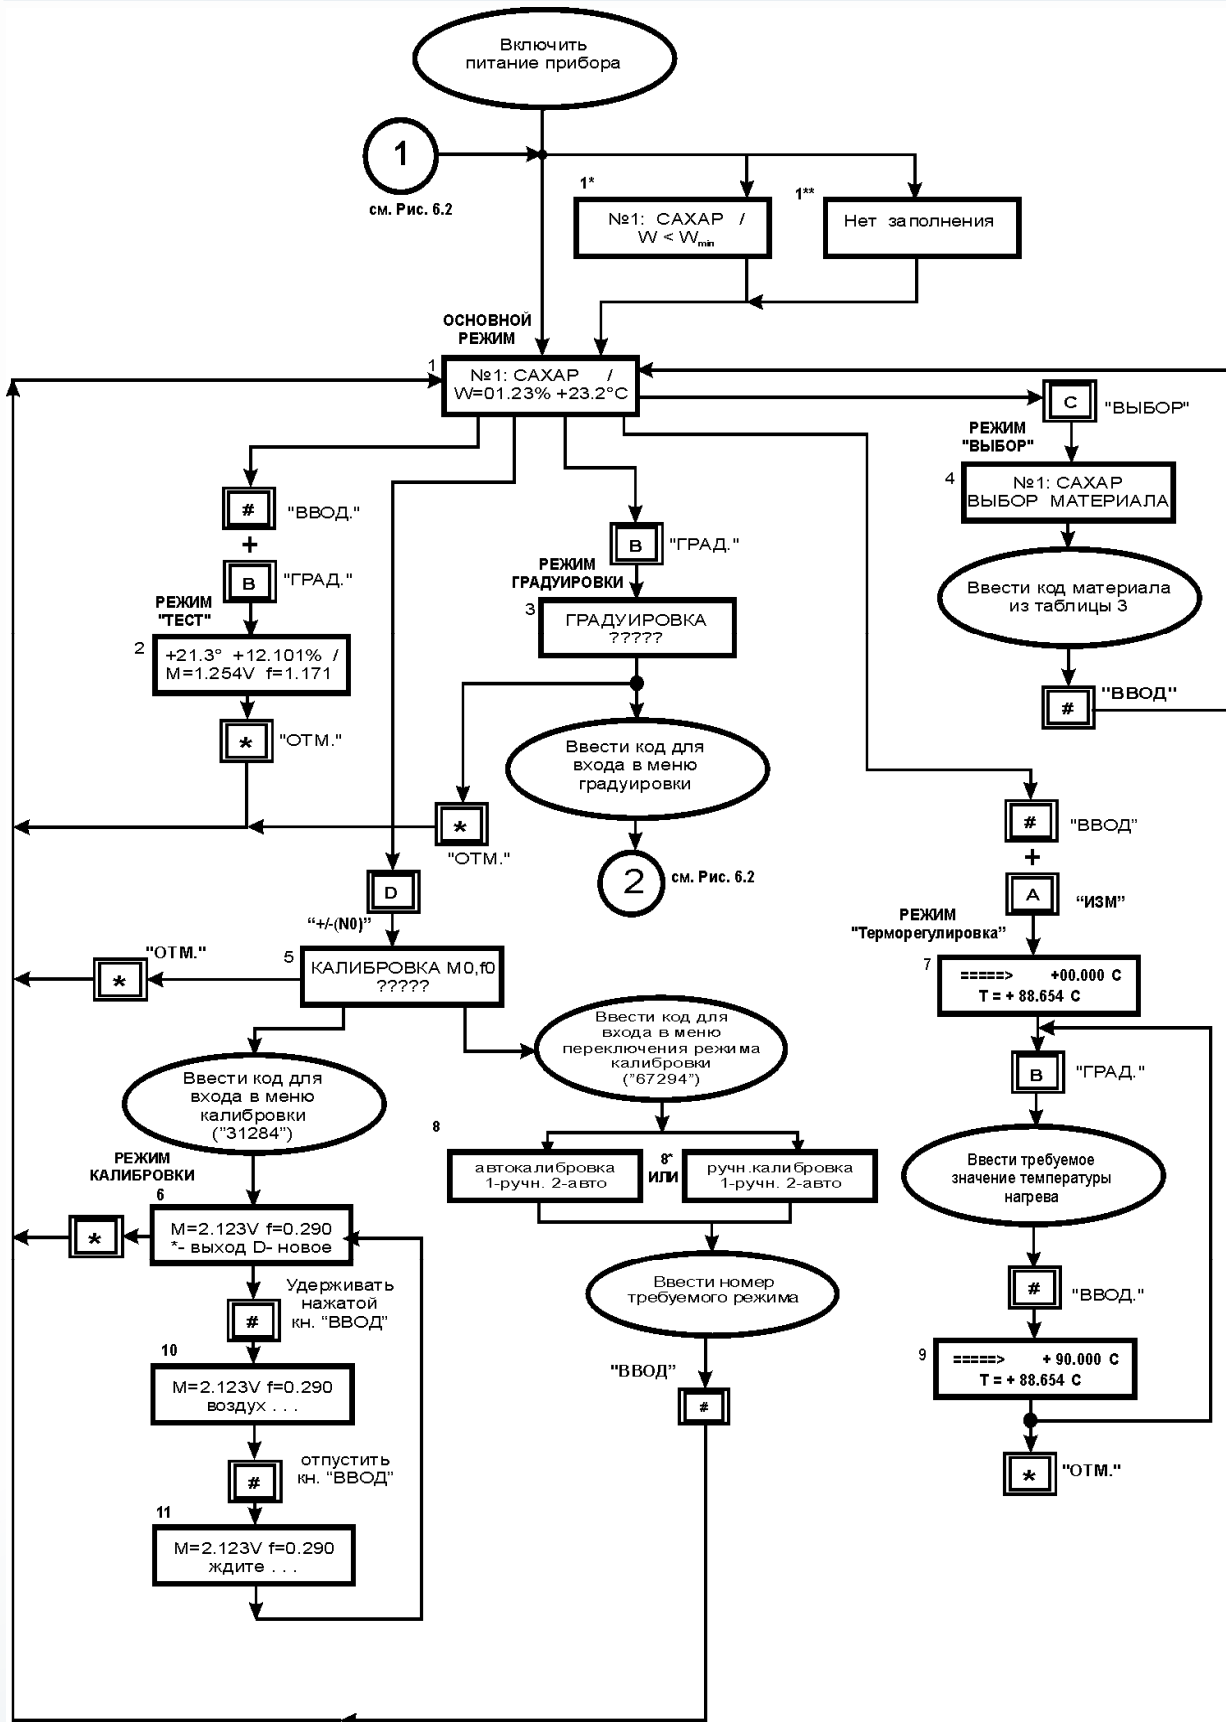 Включить
питание прибора
1
см. Рис. 6.2
1*
№1: САХАР /
W < Wmin
1**
Нет заполнения
ОСНОВНОЙ
РЕЖИМ
1
№1: САХАР /
W=01.23% +23.2°C
C
"ВЫБОР"
РЕЖИМ
"ВЫБОР"
4
№1: САХАР
ВЫБОР МАТЕРИАЛА
Ввести код материала
из таблицы 3
#
"ВВОД"
#
"ВВОД."
+
B
"ГРАД."
РЕЖИМ
"ТЕСТ"
2
+21.3° +12.101% /
M=1.254V f=1.171
*
"ОТМ."
B
"ГРАД."
РЕЖИМ
ГРАДУИРОВКИ
3
ГРАДУИРОВКА
?????
Ввести код для
входа в меню
градуировки
*
"ОТМ."
2
см. Рис. 6.2
D
“+/-(N0)”
5
КАЛИБРОВКА M0,f0
?????
*
"ОТМ."
#
"ВВОД”
+
A
“ИЗМ”
РЕЖИМ
"Терморегулировка”
7
=====> +00.000 C
T = + 88.654 C
B
"ГРАД."
Ввести требуемое
значение температуры
нагрева
#
"ВВОД."
9
=====> + 90.000 C
T = + 88.654 C
*
"ОТМ."
Ввести код для
входа в меню
калибровки
("31284”)
Ввести код для
входа в меню
переключения режима
калибровки
("67294”)
8
автокалибровка
1-ручн. 2-авто
8*
ИЛИ
ручн.калибровка
1-ручн. 2-авто
Ввести номер
требуемого режима
"ВВОД”
#
РЕЖИМ
КАЛИБРОВКИ
6
M=2.123V f=0.290
*- выход D- новое
*
#
Удерживать
нажатой
кн. “ВВОД”
10
M=2.123V f=0.290
воздух . . .
#
отпустить
кн. “ВВОД”
11
M=2.123V f=0.290
ждите . . .